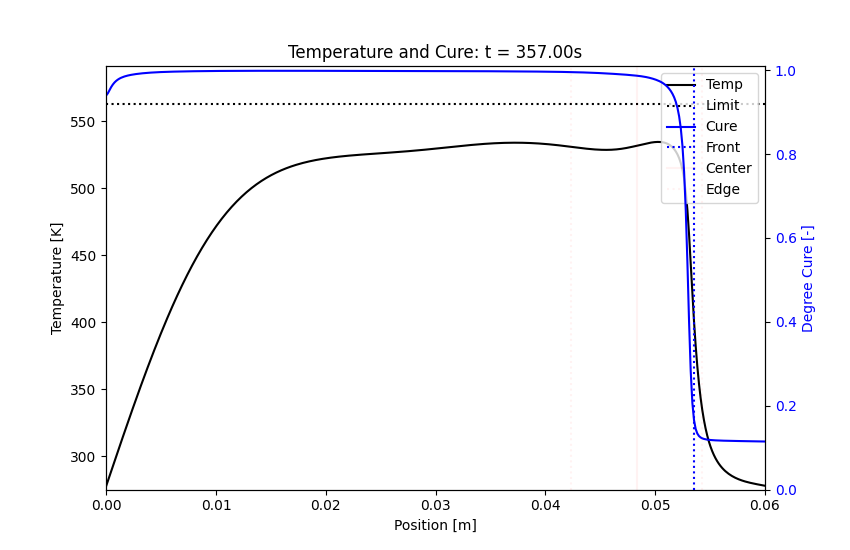 Temperature and Cure: t = 357.00s
Temperature [K]
550
500
450
400
350
300
Temp
Limit
Cure
Front
Center
Edge
1.0
0.8
0.6
0.4
0.2
0.0
Degree Cure [-]
0.00 0.01 0.02 0.03 0.04 0.05 0.06
Position [m]